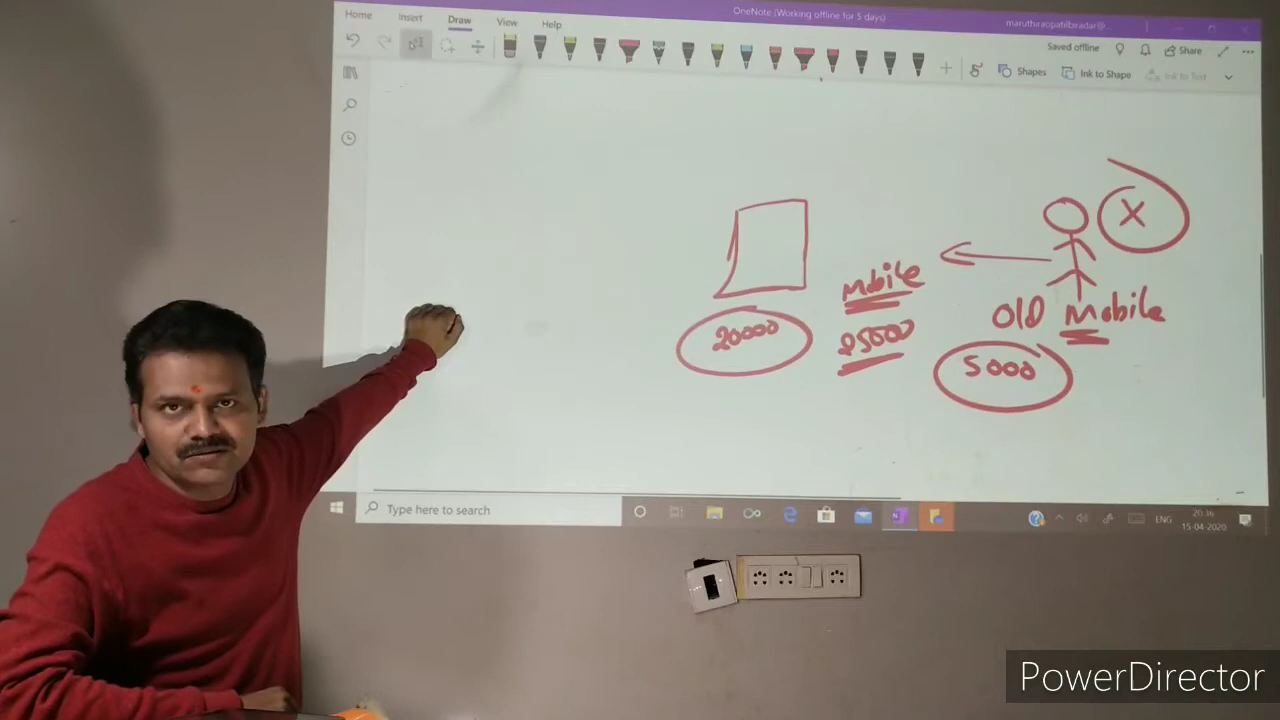 OneNote (Working offline for 5 days)
maruthiraopatilbiradar@...
Home Insert Draw View Help
Saved offline Share
Shapes Ink to Shape Ink to Text
X
Mobile
Old Mobile
20000 25000 5000
Type here to search
ENG 20:36
15-04-2020
PowerDirector